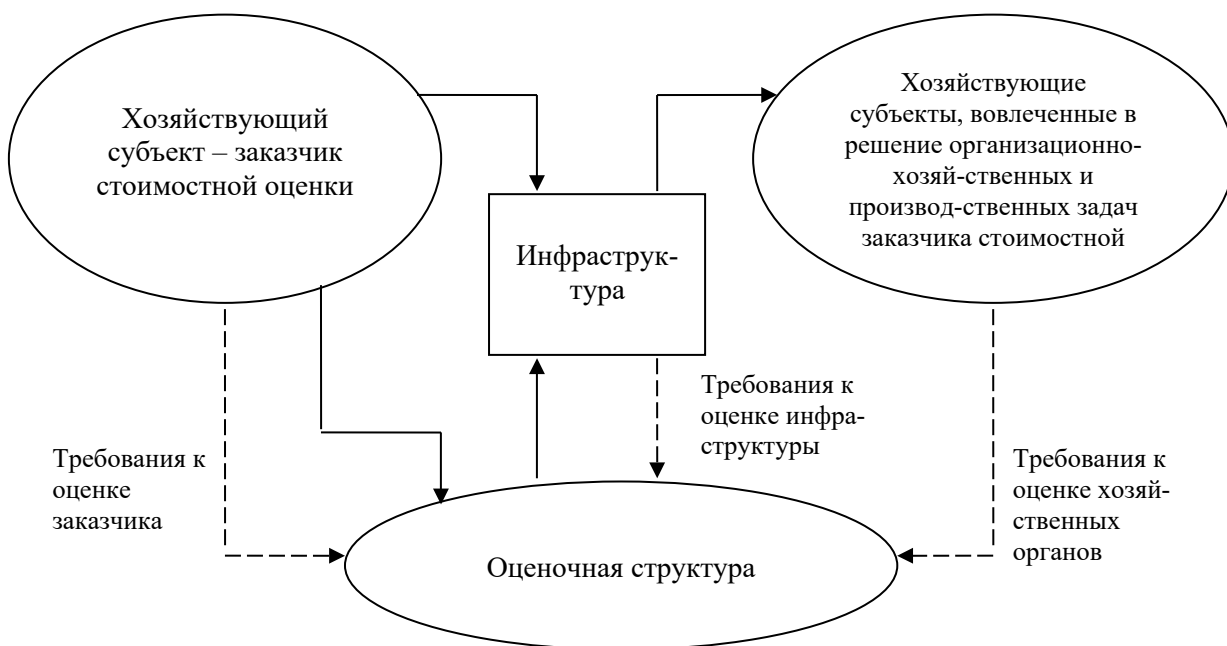 Хозяйствующий
субъект – заказчик
стоимостной оценки
Хозяйствующие
субъекты, вовлеченные в
решение организационно-
хозяй-ственных и
производ-ственных задач
заказчика стоимостной
Инфраструк-
тура
Требования к
оценке инфра-
структуры
Требования к
оценке
заказчика
Требования к
оценке хозяй-
ственных
органов
Оценочная структура